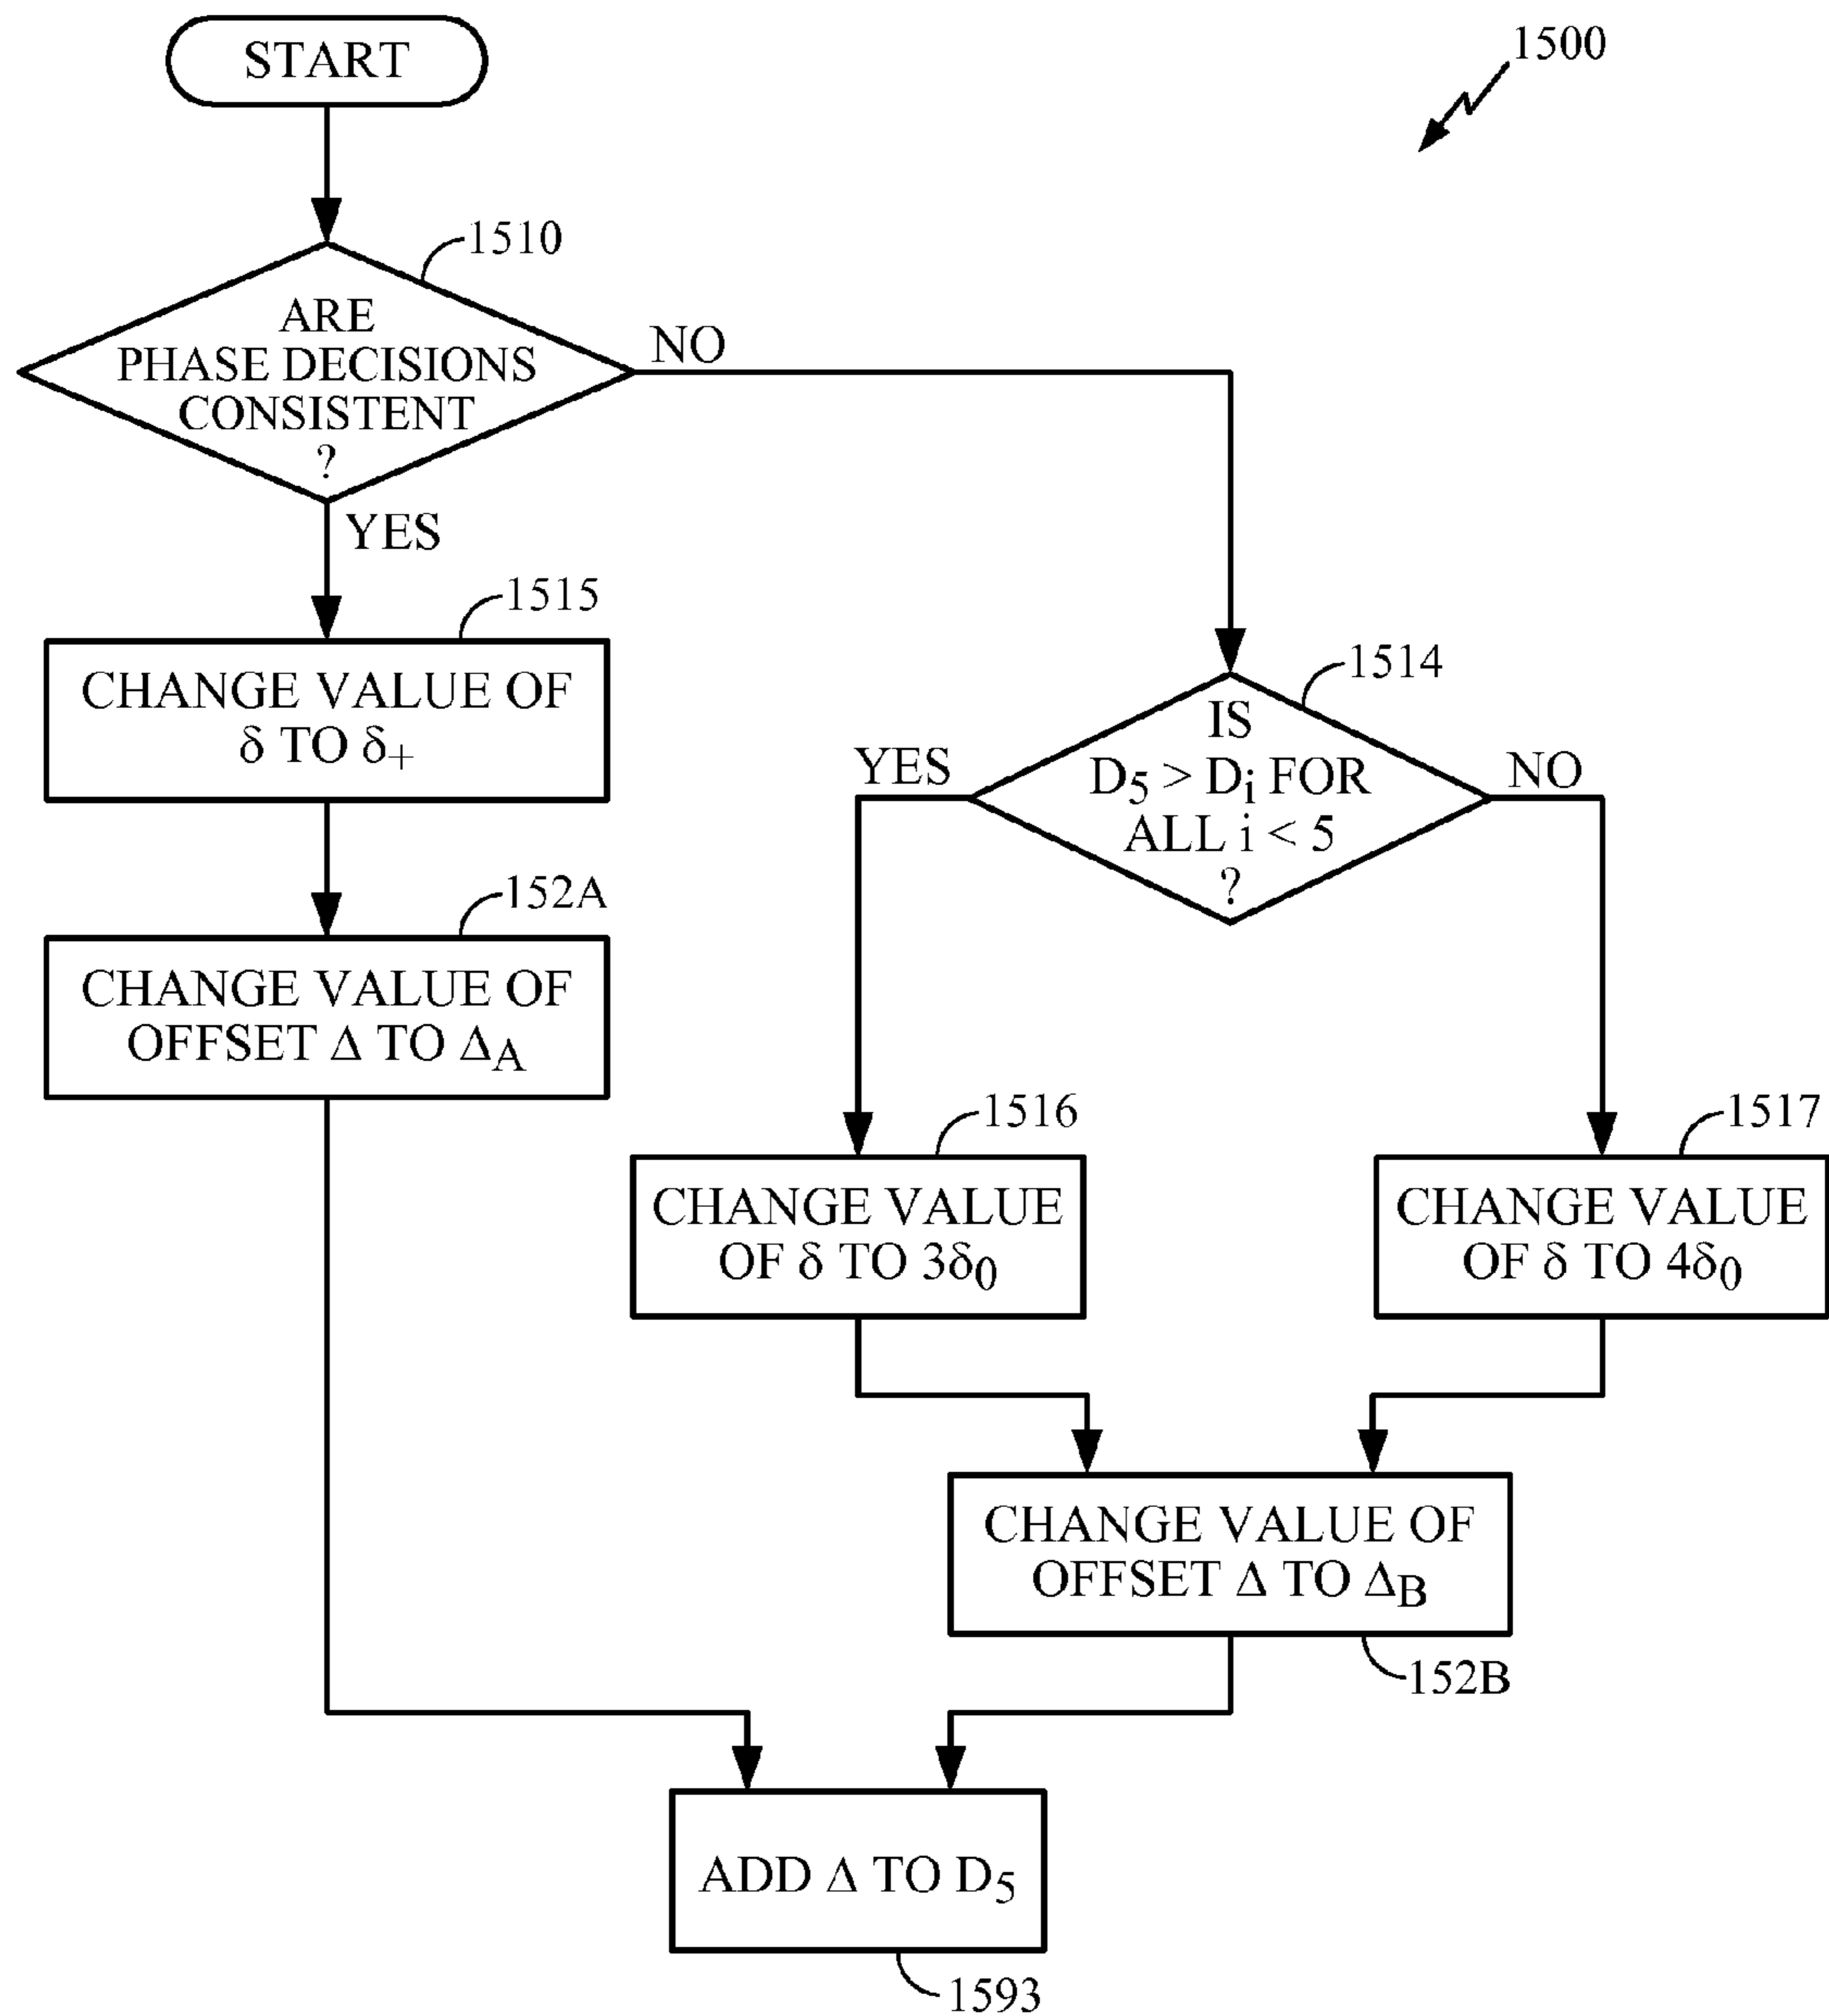 START
1500
1510
ARE
PHASE DECISIONS
CONSISTENT
?
NO
YES
1515
CHANGE VALUE OF
δ TO δ₊
1514
IS
D₅ > Dᵢ FOR
ALL i < 5
?
YES
NO
152A
CHANGE VALUE OF
OFFSET Δ TO Δ_A
1516
CHANGE VALUE
OF δ TO 3δ₀
1517
CHANGE VALUE
OF δ TO 4δ₀
CHANGE VALUE OF
OFFSET Δ TO Δ_B
152B
ADD Δ TO D₅
1593